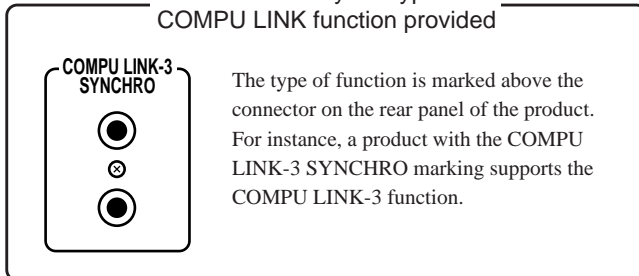 COMPU LINK function provided
COMPU LINK-3
SYNCHRO
The type of function is marked above the
connector on the rear panel of the product.
For instance, a product with the COMPU
LINK-3 SYNCHRO marking supports the
COMPU LINK-3 function.